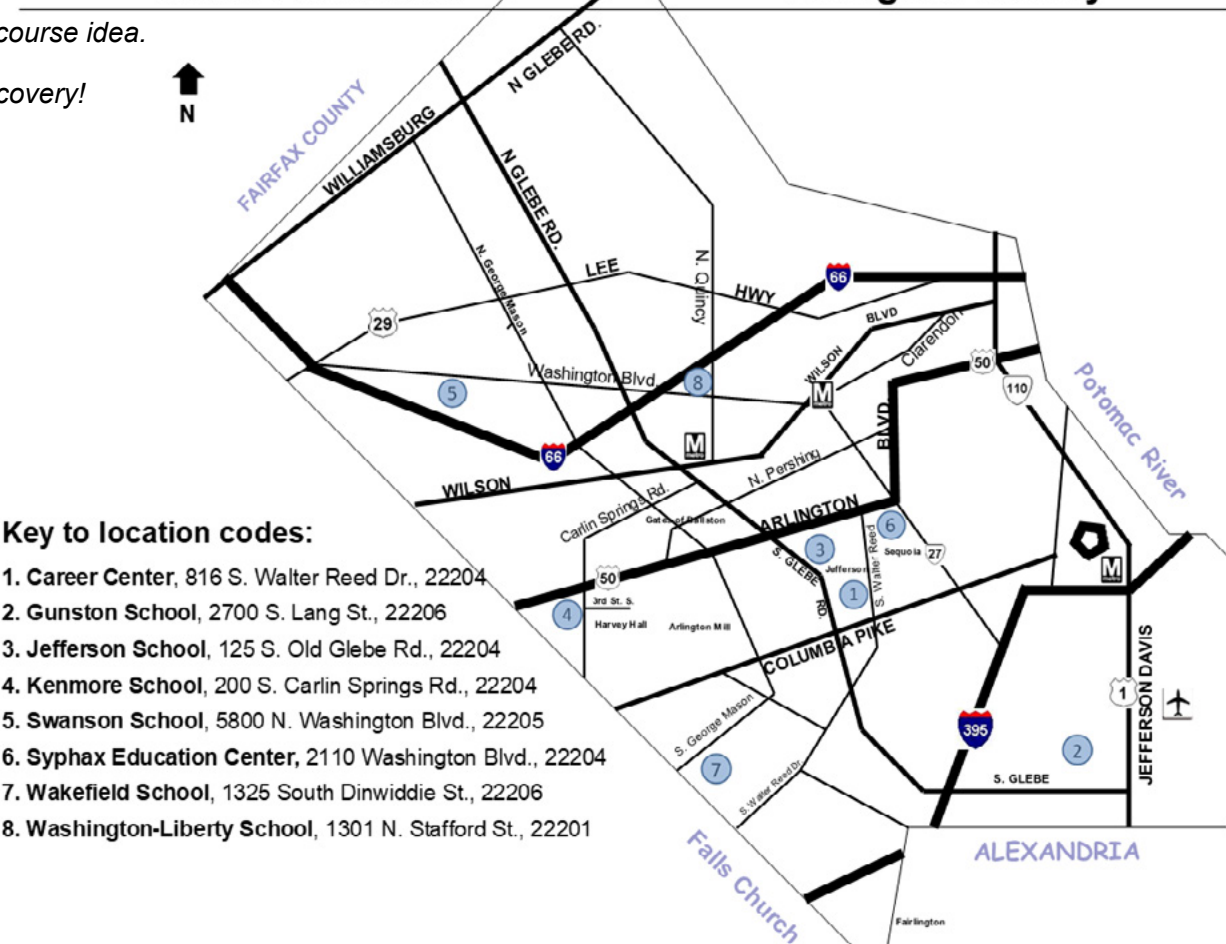 course idea.
covery!
N
FAIRFAX COUNTY
WILLIAMSBURG
N GLEBE RD.
N GLEBE RD.
N. George Mason
LEE
HWY
29
N. Quincy
66
BLVD
WILSON
Clarendon
50
110
Potomac River
Washington Blvd.
5
8
M
metro
M
metro
66
BLVD.
WILSON
N. Pershing
Carlin Springs Rd.
Gates of Ballston
ARLINGTON
6
Sequoia
27
3
Jefferson
S. GLEBE
RD.
S. Walter Reed
1
M
50
4
3rd St. S.
Harvey Hall
Arlington Mill
COLUMBIA PIKE
S. George Mason
7
S. Walter Reed Dr
395
1
JEFFERSON DAVIS
2
S. GLEBE
ALEXANDRIA
Falls Church
Fairlington
Key to location codes:
1. Career Center, 816 S. Walter Reed Dr., 22204
2. Gunston School, 2700 S. Lang St., 22206
3. Jefferson School, 125 S. Old Glebe Rd., 22204
4. Kenmore School, 200 S. Carlin Springs Rd., 22204
5. Swanson School, 5800 N. Washington Blvd., 22205
6. Syphax Education Center, 2110 Washington Blvd., 22204
7. Wakefield School, 1325 South Dinwiddie St., 22206
8. Washington-Liberty School, 1301 N. Stafford St., 22201